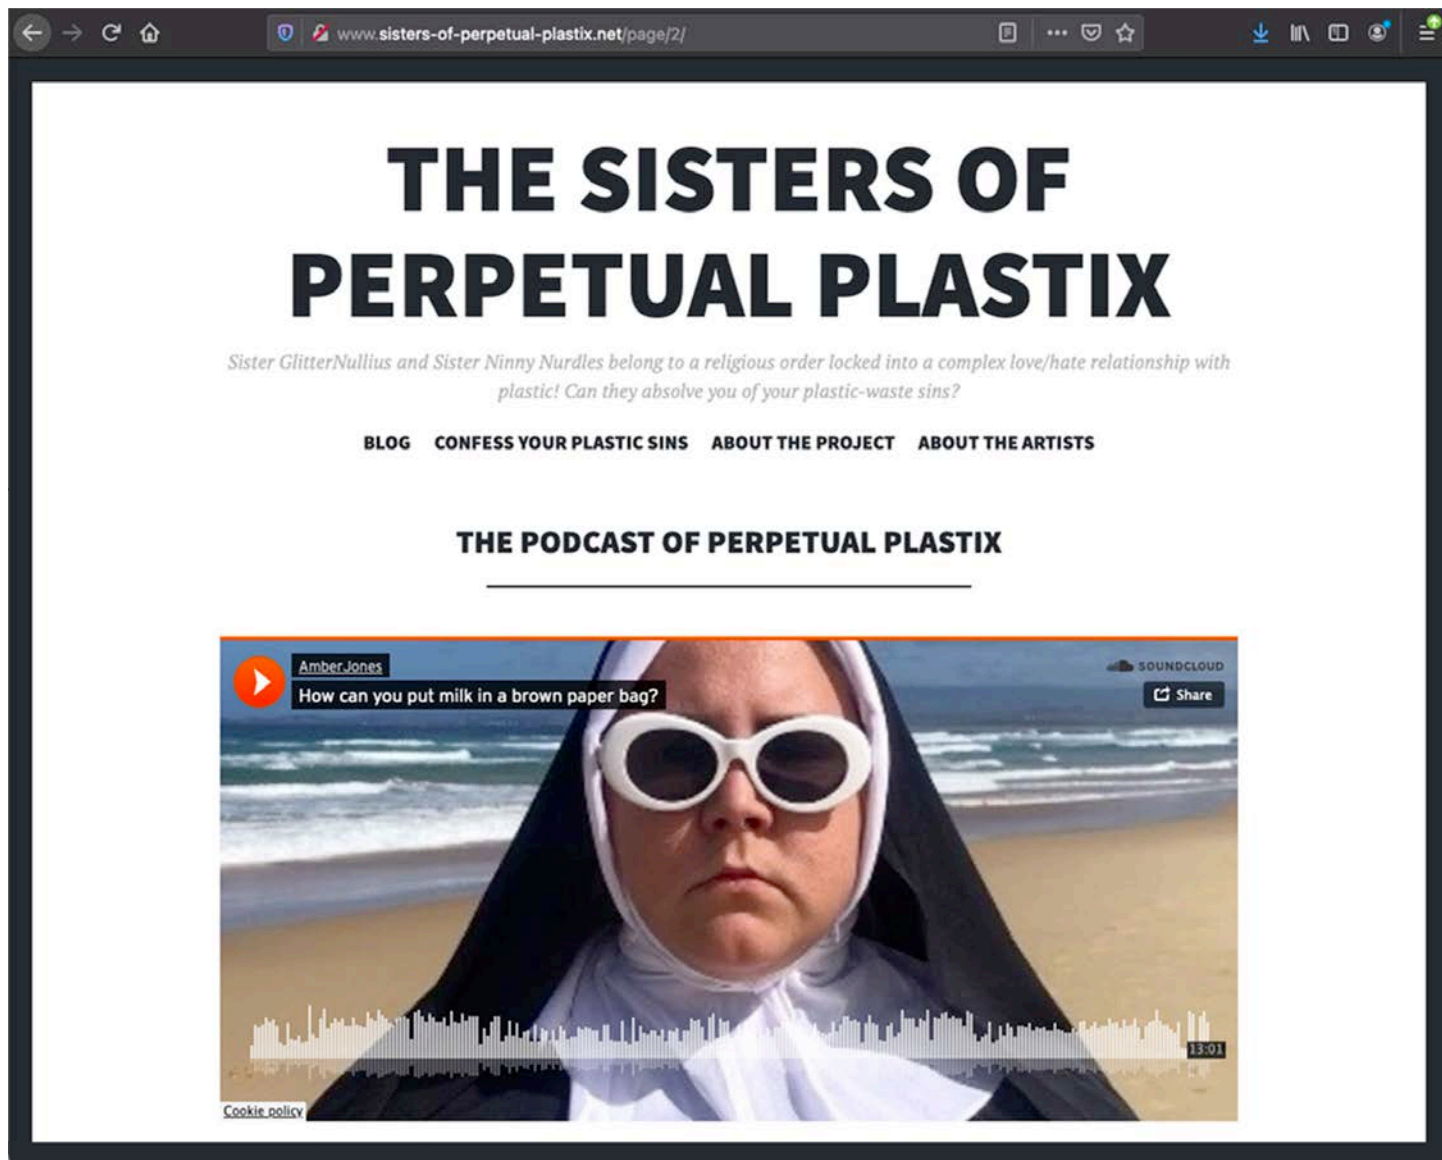 www.sisters-of-perpetual-plastix.net/page/2/
THE SISTERS OF
PERPETUAL PLASTIX
Sister GlitterNullius and Sister Ninny Nurdles belong to a religious order locked into a complex love/hate relationship with
plastic! Can they absolve you of your plastic-waste sins?
BLOG CONFESS YOUR PLASTIC SINS ABOUT THE PROJECT ABOUT THE ARTISTS
THE PODCAST OF PERPETUAL PLASTIX
AmberJones
SOUNDCLOUD
How can you put milk in a brown paper bag?
Share
13:01
Cookie policy